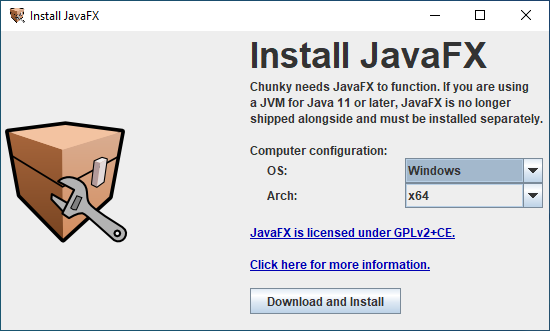 Install JavaFX
Install JavaFX
Chunky needs JavaFX to function. If you are using
a JVM for Java 11 or later, JavaFX is no longer
shipped alongside and must be installed separately.
Computer configuration:
OS: Windows
Arch: x64
JavaFX is licensed under GPLv2+CE.
Click here for more information.
Download and Install